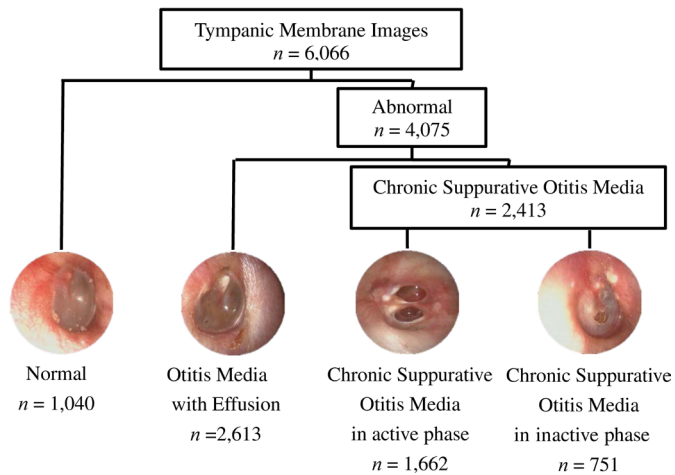 Tympanic Membrane Images
n = 6,066
Abnormal
n = 4,075
Chronic Suppurative Otitis Media
n = 2,413
Normal
n = 1,040
Otitis Media
with Effusion
n =2,613
Chronic Suppurative
Otitis Media
in active phase
n = 1,662
Chronic Suppurative
Otitis Media
in inactive phase
n = 751